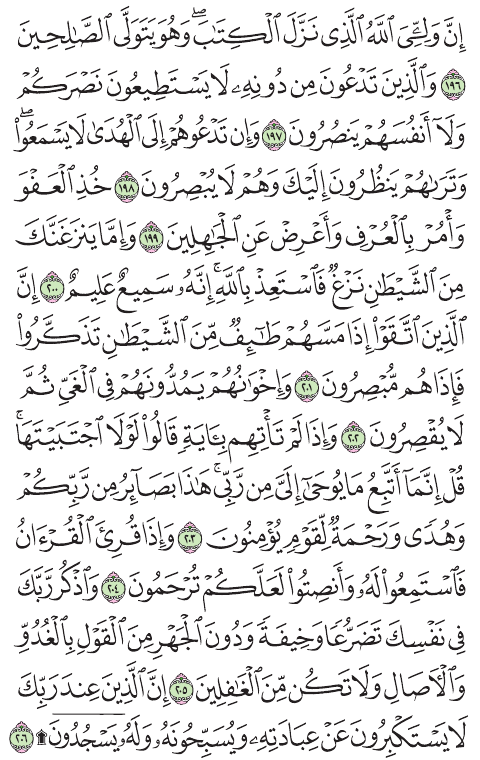 إِنَّ وَلِـِّۧيَ ٱللَّهُ ٱلَّذِي نَزَّلَ ٱلْكِتَٰبَۖ وَهُوَ يَتَوَلَّى ٱلصَّٰلِحِينَ
١٩٦ وَٱلَّذِينَ تَدْعُونَ مِن دُونِهِۦ لَا يَسْتَطِيعُونَ نَصْرَكُمْ
وَلَآ أَنفُسَهُمْ يَنصُرُونَ ١٩٧ وَإِن تَدْعُوهُمْ إِلَى ٱلْهُدَىٰ لَا يَسْمَعُوا۟ۖ
وَتَرَىٰهُمْ يَنظُرُونَ إِلَيْكَ وَهُمْ لَا يُبْصِرُونَ ١٩٨ خُذِ ٱلْعَفْوَ
وَأْمُرْ بِٱلْعُرْفِ وَأَعْرِضْ عَنِ ٱلْجَٰهِلِينَ ١٩٩ وَإِمَّا يَنزَغَنَّكَ
مِنَ ٱلشَّيْطَٰنِ نَزْغٌ فَٱسْتَعِذْ بِٱللَّهِۚ إِنَّهُۥ سَمِيعٌ عَلِيمٌ ٢٠٠ إِنَّ
ٱلَّذِينَ ٱتَّقَوْا۟ إِذَا مَسَّهُمْ طَٰٓئِفٌ مِّنَ ٱلشَّيْطَٰنِ تَذَكَّرُوا۟
فَإِذَا هُم مُّبْصِرُونَ ٢٠١ وَإِخْوَٰنُهُمْ يَمُدُّونَهُمْ فِي ٱلْغَيِّ ثُمَّ
لَا يُقْصِرُونَ ٢٠٢ وَإِذَا لَمْ تَأْتِهِم بِـَٔايَةٍ قَالُوا۟ لَوْلَا ٱجْتَبَيْتَهَاۚ
قُلْ إِنَّمَآ أَتَّبِعُ مَا يُوحَىٰٓ إِلَيَّ مِن رَّبِّيۚ هَٰذَا بَصَآئِرُ مِن رَّبِّكُمْ
وَهُدًى وَرَحْمَةٌ لِّقَوْمٍ يُؤْمِنُونَ ٢٠٣ وَإِذَا قُرِئَ ٱلْقُرْءَانُ
فَٱسْتَمِعُوا۟ لَهُۥ وَأَنصِتُوا۟ لَعَلَّكُمْ تُرْحَمُونَ ٢٠٤ وَٱذْكُر رَّبَّكَ
فِي نَفْسِكَ تَضَرُّعًا وَخِيفَةً وَدُونَ ٱلْجَهْرِ مِنَ ٱلْقَوْلِ بِٱلْغُدُوِّ
وَٱلْءَاصَالِ وَلَا تَكُن مِّنَ ٱلْغَٰفِلِينَ ٢٠٥ إِنَّ ٱلَّذِينَ عِندَ رَبِّكَ
لَا يَسْتَكْبِرُونَ عَنْ عِبَادَتِهِۦ وَيُسَبِّحُونَهُۥ وَلَهُۥ يَسْجُدُونَ ۩ ٢٠٦